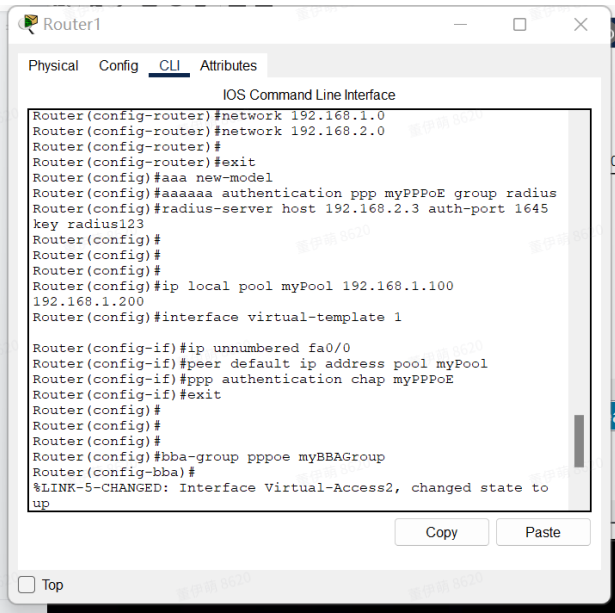 Router1
Physical Config CLI Attributes
IOS Command Line Interface
Router(config-router)#network 192.168.1.0
Router(config-router)#network 192.168.2.0
Router(config-router)#
Router(config-router)#exit
Router(config)#aaa new-model
Router(config)#aaaaaa authentication ppp myPPPoE group radius
Router(config)#radius-server host 192.168.2.3 auth-port 1645
key radius123
Router(config)#
Router(config)#
Router(config)#
Router(config)#ip local pool myPool 192.168.1.100
192.168.1.200
Router(config)#interface virtual-template 1
Router(config-if)#ip unnumbered fa0/0
Router(config-if)#peer default ip address pool myPool
Router(config-if)#ppp authentication chap myPPPoE
Router(config-if)#exit
Router(config)#
Router(config)#
Router(config)#
Router(config)#bba-group pppoe myBBAGroup
Router(config-bba)#
%LINK-5-CHANGED: Interface Virtual-Access2, changed state to
up
Copy Paste
Top
董伊萌 8620